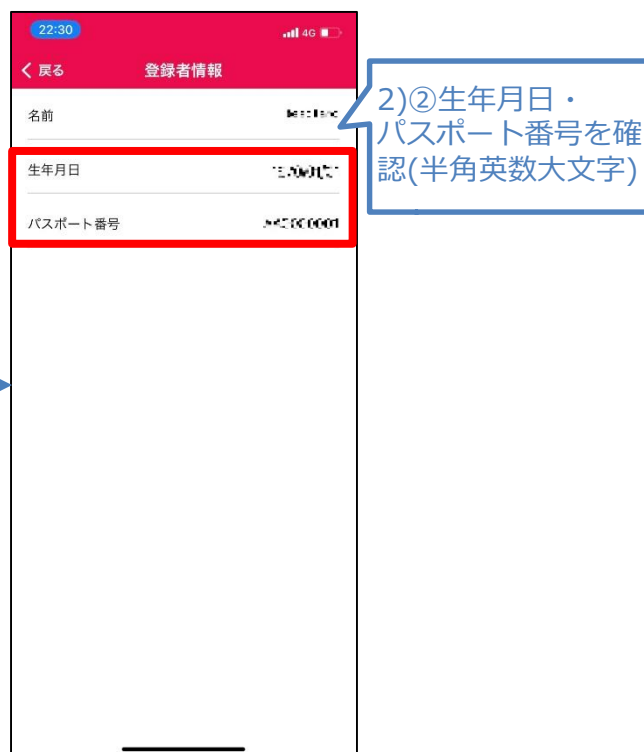 22:30
4G
戻る
登録者情報
名前
生年月日
パスポート番号
2)②生年月日・
パスポート番号を確
認(半角英数大文字)